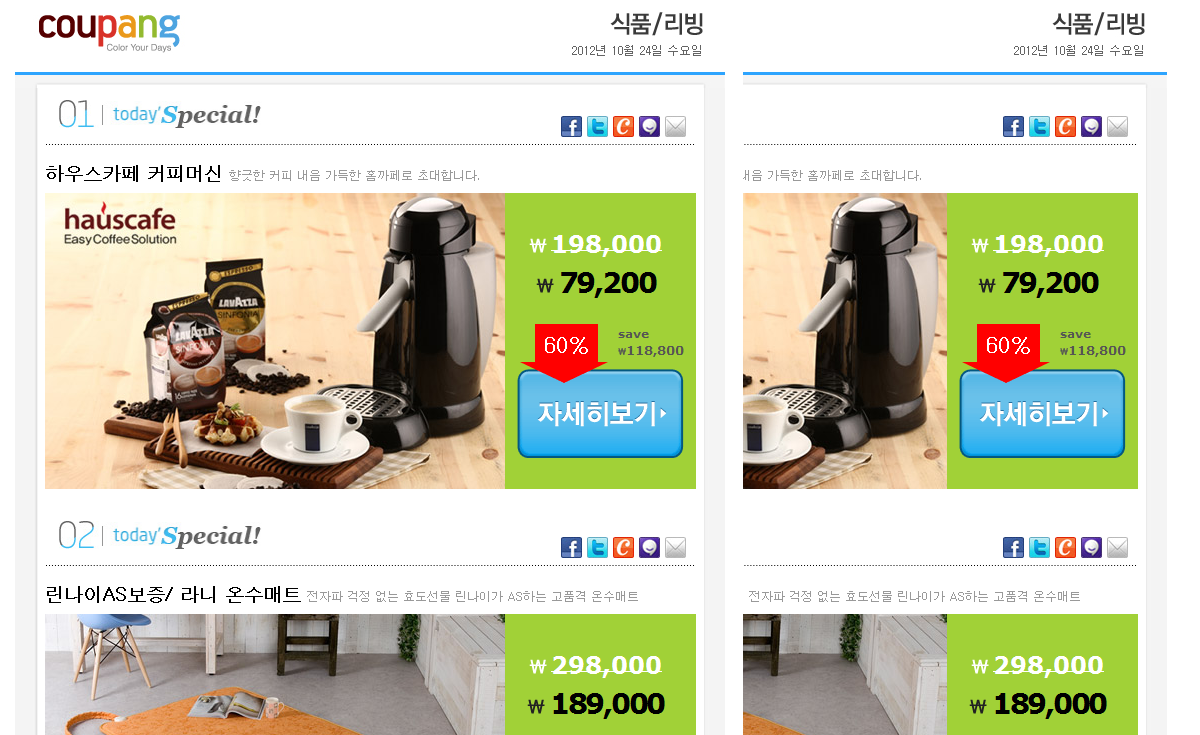 coupang
Color Your Days
식품/리빙
2012년 10월 24일 수요일
01 today'Special!
하우스카페 커피머신 향긋한 커피 내음 가득한 홈까페로 초대합니다.
hauscafe
Easy Coffee Solution
ESPRESSO
LAVAZZA
SINFONIA
LAVAZZA
SINFONIA
₩ 198,000
₩ 79,200
60%
save
₩118,800
자세히보기
02 today'Special!
린나이AS보증/ 라니 온수매트 전자파 걱정 없는 효도선물 린나이가 AS하는 고품격 온수매트
₩ 298,000
₩ 189,000
식품/리빙
2012년 10월 24일 수요일
내음 가득한 홈까페로 초대합니다.
₩ 198,000
₩ 79,200
60%
save
₩118,800
자세히보기
전자파 걱정 없는 효도선물 린나이가 AS하는 고품격 온수매트
₩ 298,000
₩ 189,000